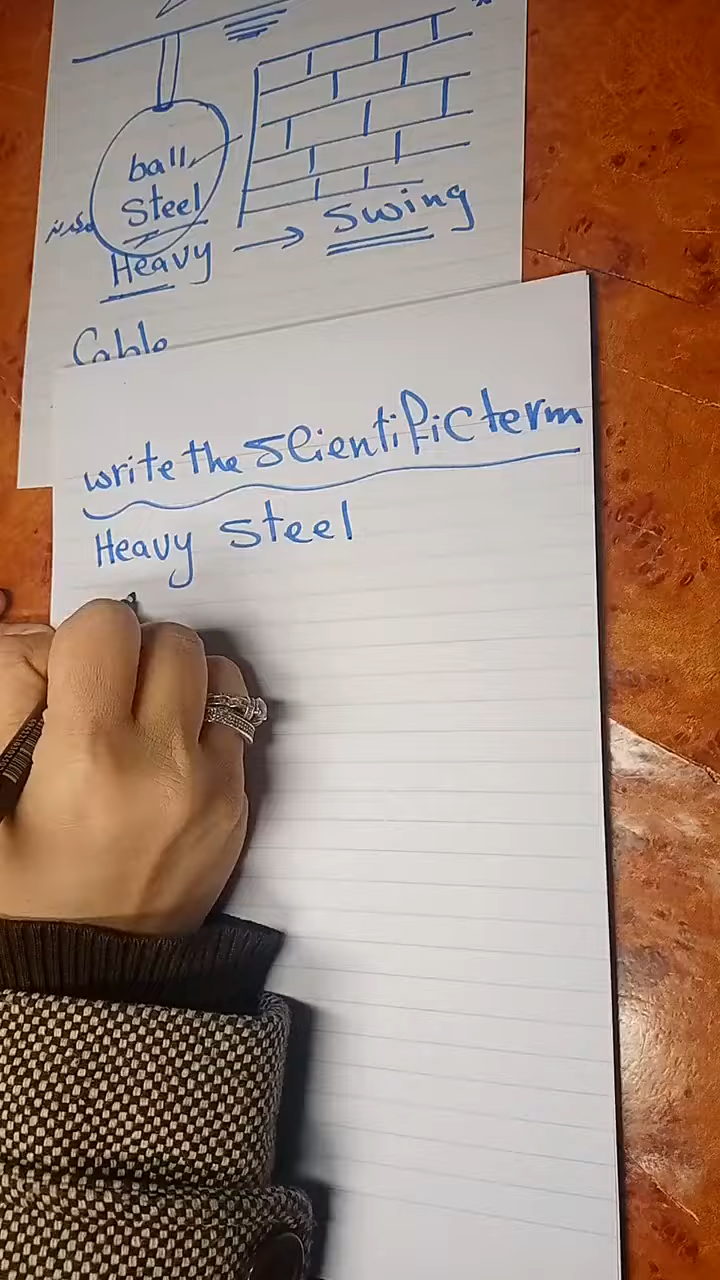 ball
Steel
Heavy → Swing
Cable
write the Scientific term
Heavy Steel